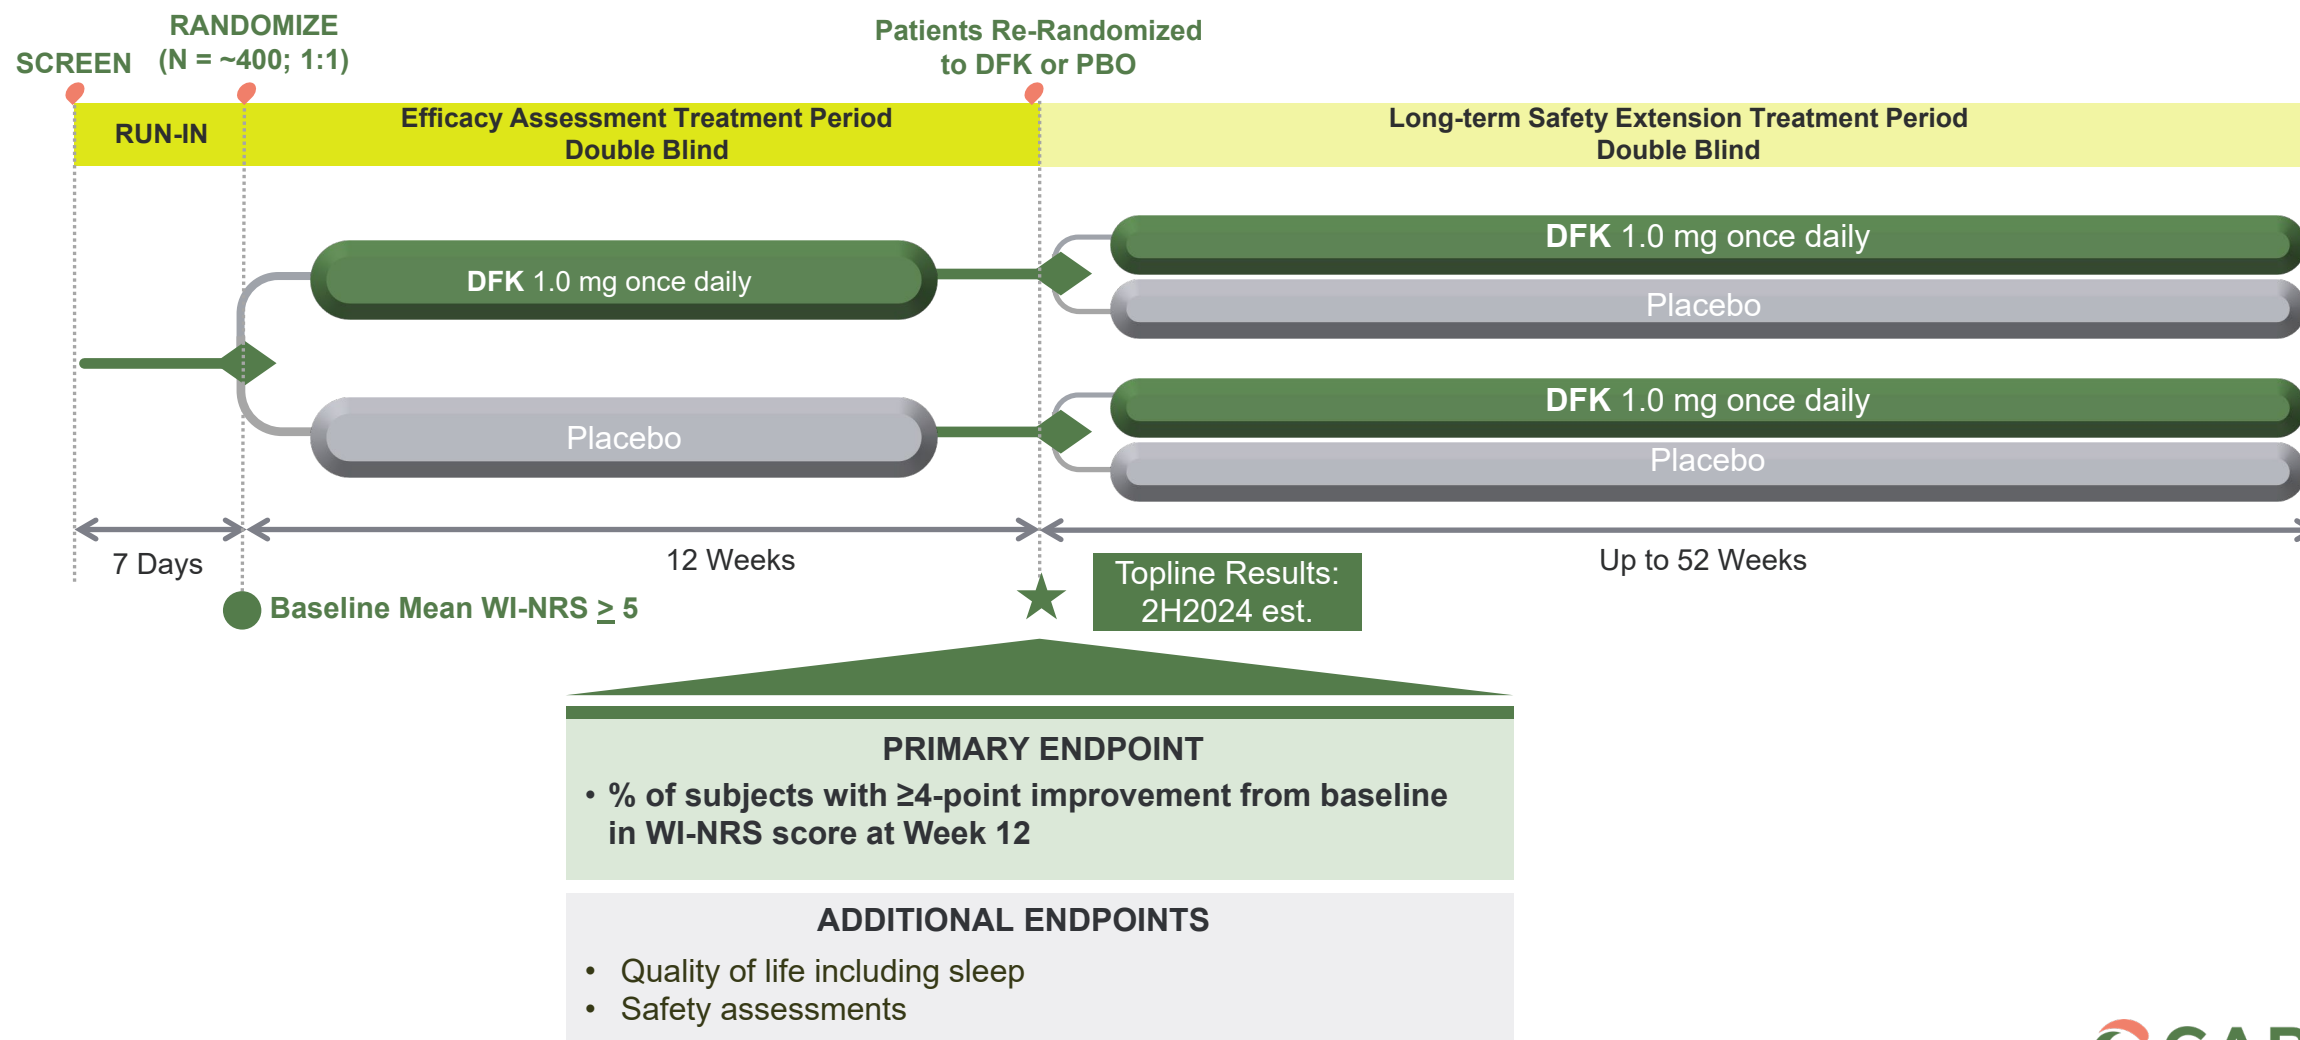 SCREEN
RANDOMIZE
(N = ~400; 1:1)
Patients Re-Randomized
to DFK or PBO
RUN-IN
Efficacy Assessment Treatment Period
Double Blind
Long-term Safety Extension Treatment Period
Double Blind
DFK 1.0 mg once daily
Placebo
DFK 1.0 mg once daily
Placebo
DFK 1.0 mg once daily
Placebo
7 Days
12 Weeks
Up to 52 Weeks
Baseline Mean WI-NRS ≥ 5
Topline Results:
2H2024 est.
PRIMARY ENDPOINT
• % of subjects with ≥4-point improvement from baseline
in WI-NRS score at Week 12
ADDITIONAL ENDPOINTS
• Quality of life including sleep
• Safety assessments